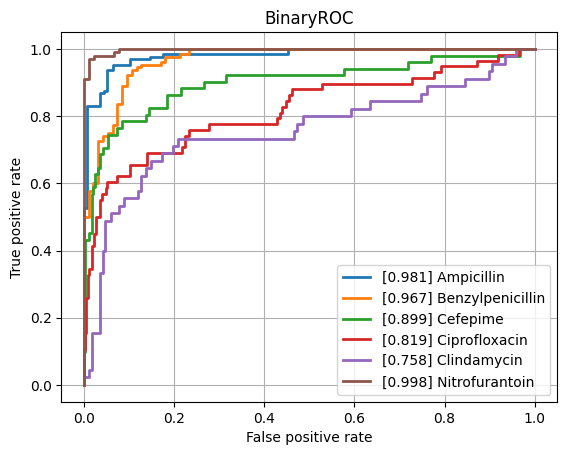 BinaryROC
True positive rate
1.0
0.8
0.6
0.4
0.2
0.0
[0.981] Ampicillin
[0.967] Benzylpenicillin
[0.899] Cefepime
[0.819] Ciprofloxacin
[0.758] Clindamycin
[0.998] Nitrofurantoin
0.0 0.2 0.4 0.6 0.8 1.0
False positive rate